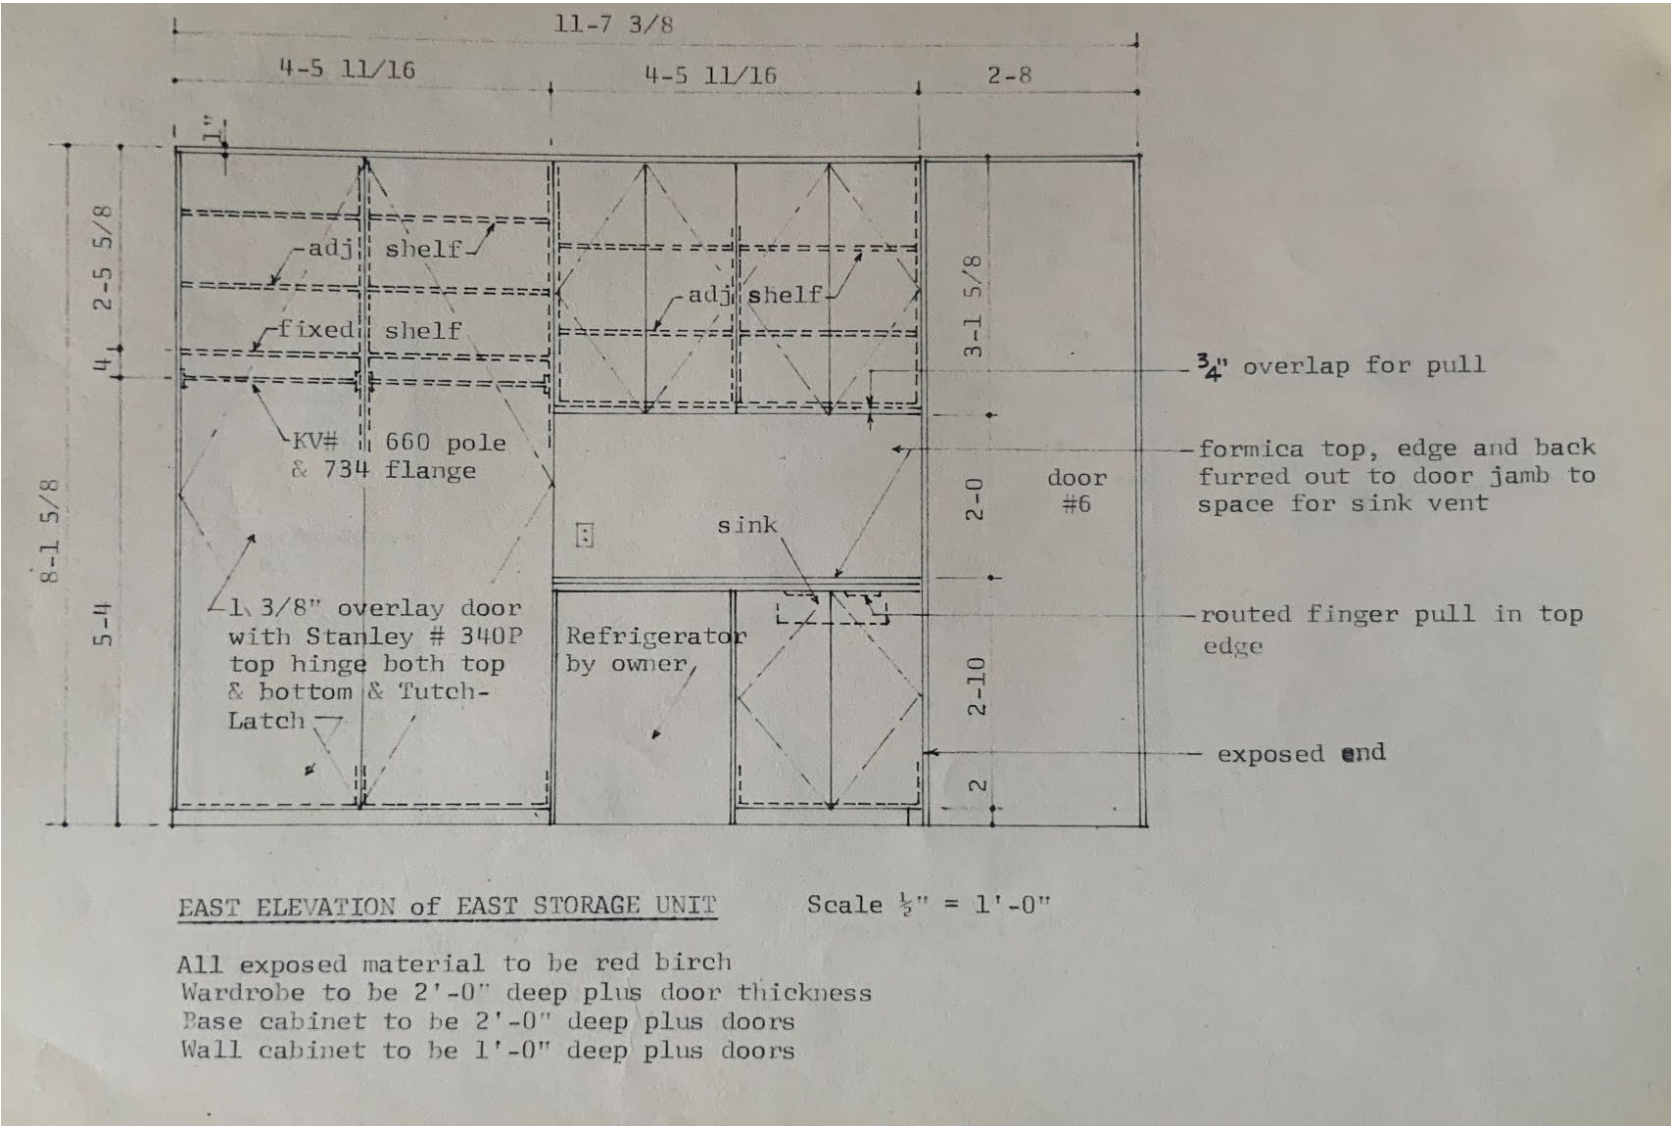 11-7 3/8
4-5 11/16
4-5 11/16
2-8
1"
8-1 5/8
2-5 5/8
4
5-4
adj shelf
fixed shelf
KV# 660 pole
& 734 flange
1 3/8" overlay door
with Stanley # 340P
top hinge both top
& bottom & Tutch-
Latch
adj shelf
sink
Refrigerator
by owner
3-1 5/8
2-0
2-10
2
door
#6
3/4" overlap for pull
formica top, edge and back
furred out to door jamb to
space for sink vent
routed finger pull in top
edge
exposed end
EAST ELEVATION of EAST STORAGE UNIT
Scale ½" = 1'-0"
All exposed material to be red birch
Wardrobe to be 2'-0" deep plus door thickness
Base cabinet to be 2'-0" deep plus doors
Wall cabinet to be 1'-0" deep plus doors